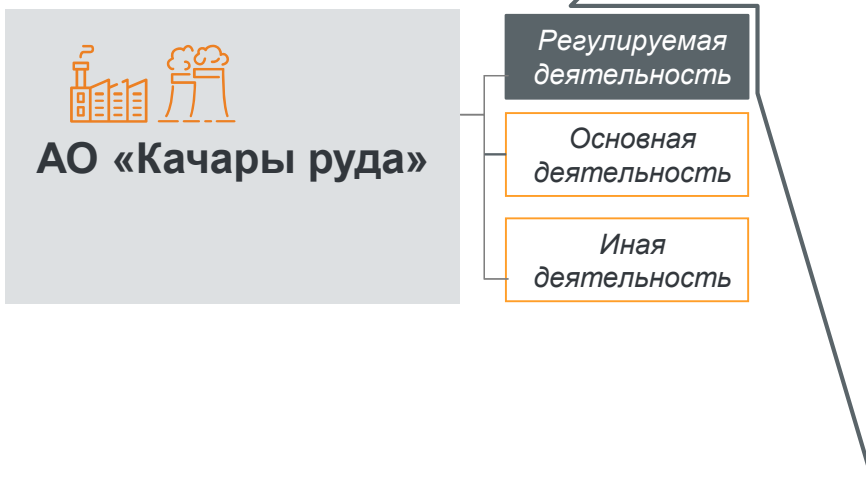 АО «Качары руда»
Регулируемая
деятельность
Основная
деятельность
Иная
деятельность